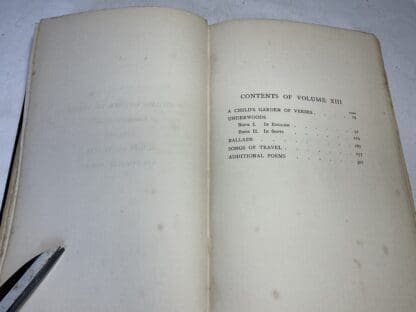 CONTENTS OF VOLUME XIII
A CHILD'S GARDEN OF VERSES
UNDERWOODS
BOOK I. IN ENGLISH
BOOK II. IN SCOTS
BALLADS
SONGS OF TRAVEL
ADDITIONAL POEMS